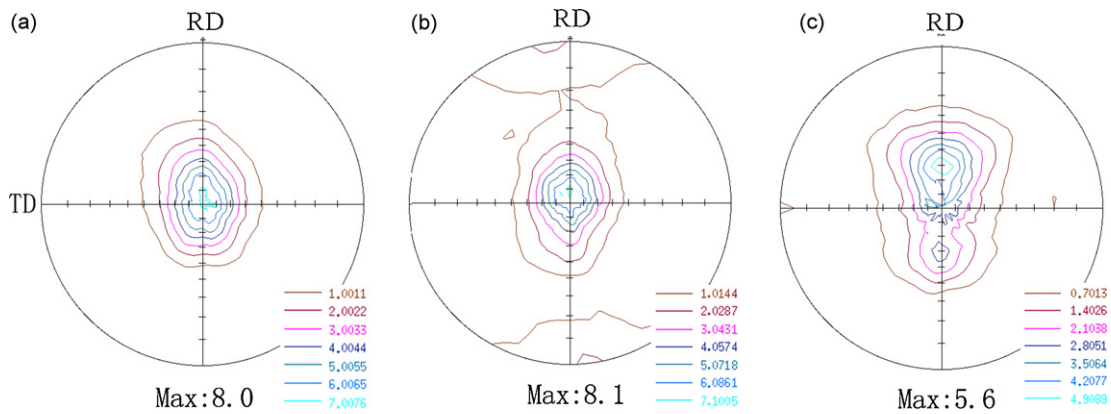 (a)
RD
TD
1.0011
2.0022
3.0033
4.0044
5.0055
6.0065
7.0076
Max:8.0
(b)
RD
1.0144
2.0287
3.0431
4.0574
5.0718
6.0861
7.1005
Max:8.1
(c)
RD
0.7013
1.4026
2.1038
2.8051
3.5064
4.2077
4.9089
Max:5.6